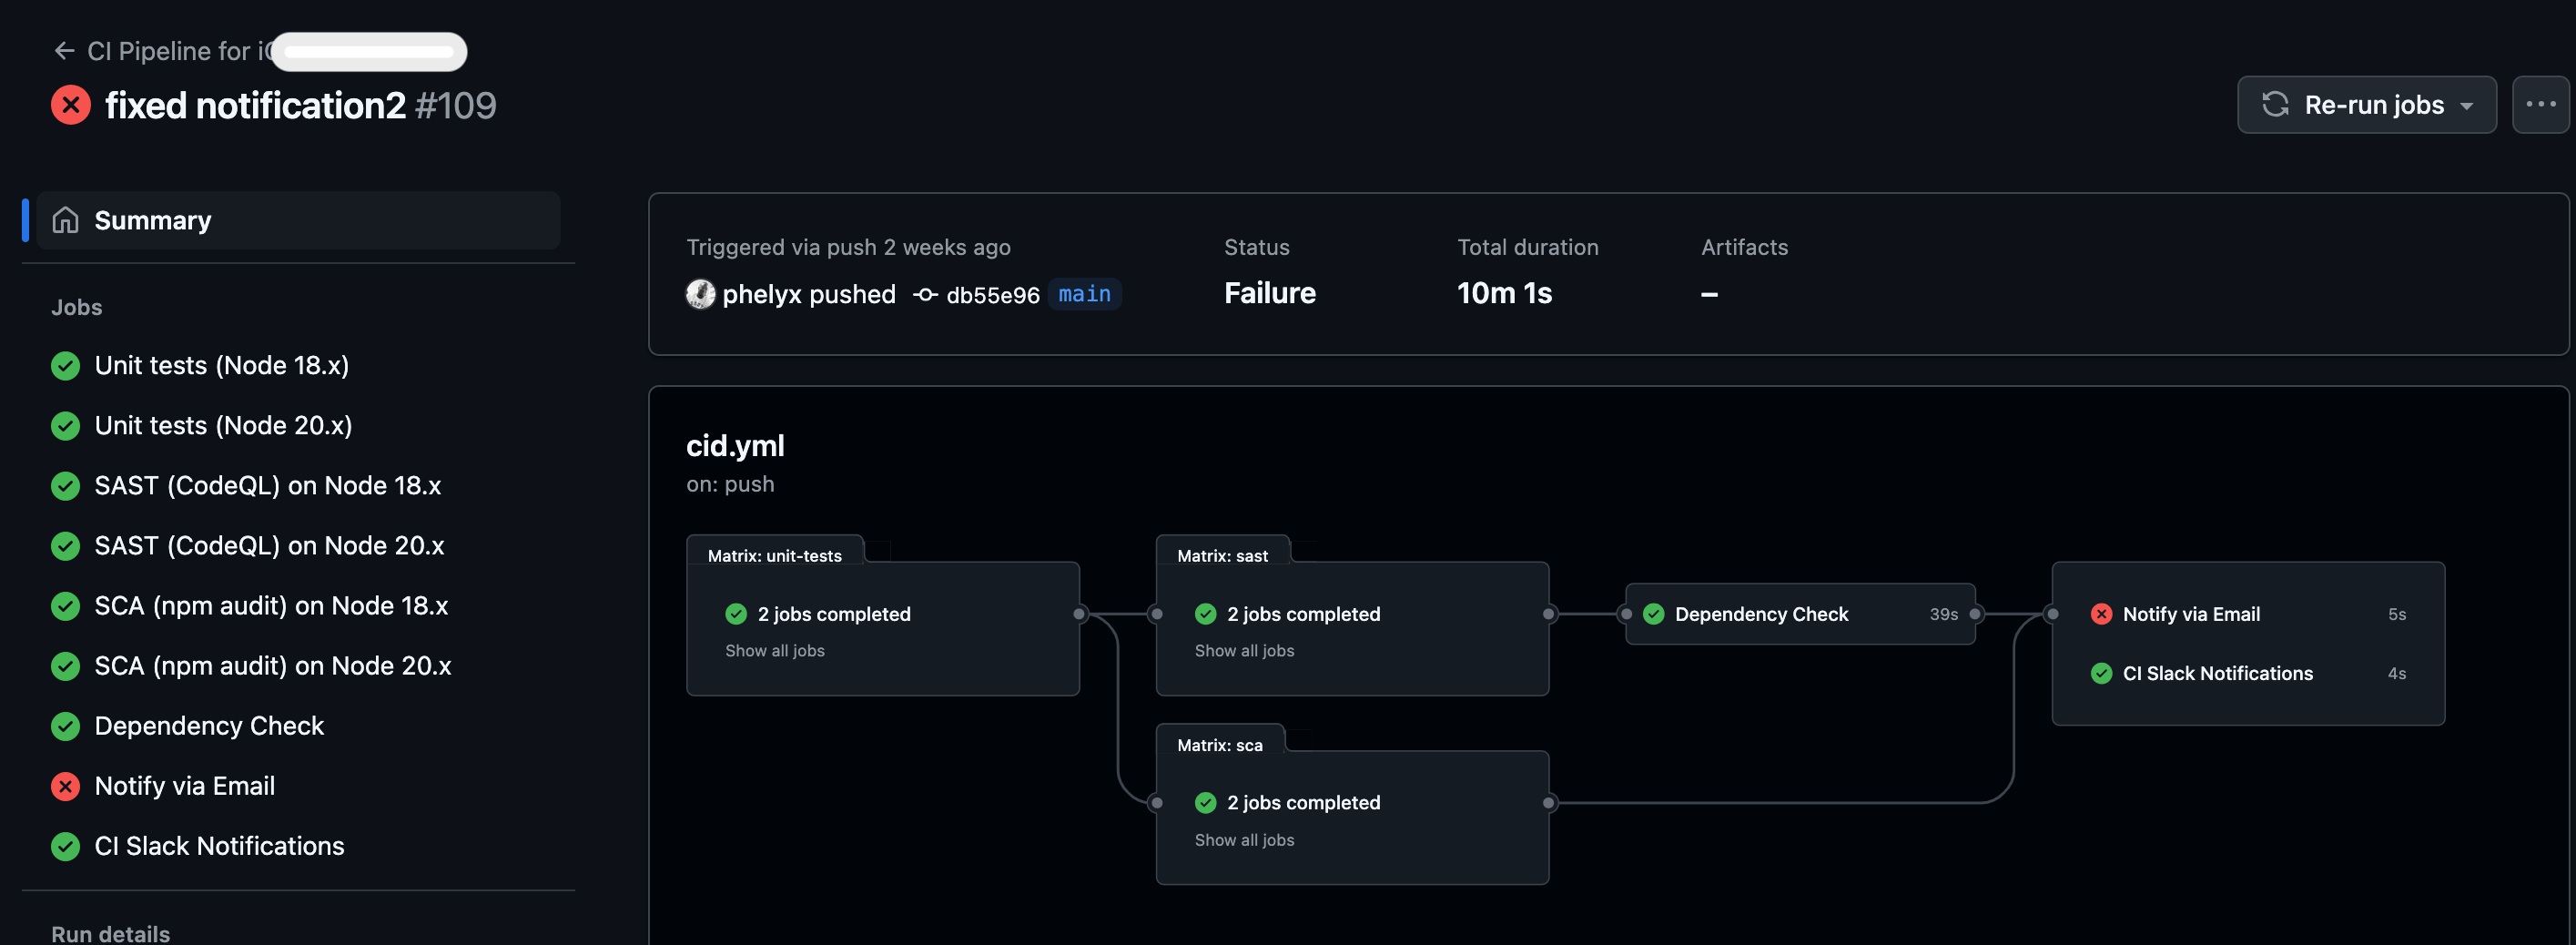 CI Pipeline for
fixed notification2 #109
Re-run jobs
Summary
Jobs
Unit tests (Node 18.x)
Unit tests (Node 20.x)
SAST (CodeQL) on Node 18.x
SAST (CodeQL) on Node 20.x
SCA (npm audit) on Node 18.x
SCA (npm audit) on Node 20.x
Dependency Check
Notify via Email
CI Slack Notifications
Run details
Triggered via push 2 weeks ago
phelyx pushed db55e96 main
Status
Failure
Total duration
10m 1s
Artifacts
–
cid.yml
on: push
Matrix: unit-tests
2 jobs completed
Show all jobs
Matrix: sast
2 jobs completed
Show all jobs
Matrix: sca
2 jobs completed
Show all jobs
Dependency Check 39s
Notify via Email 5s
CI Slack Notifications 4s